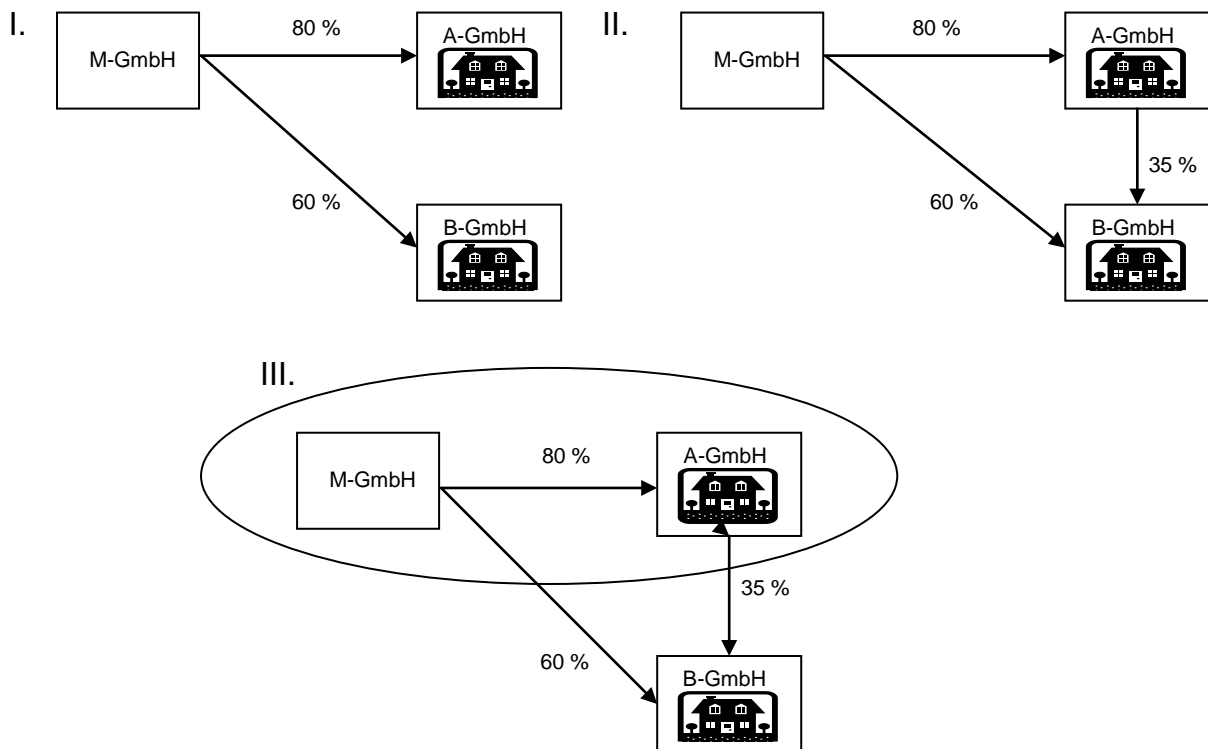 I.
80 %
A-GmbH
M-GmbH
60 %
B-GmbH
II.
80 %
A-GmbH
M-GmbH
35 %
60 %
B-GmbH
III.
80 %
A-GmbH
M-GmbH
35 %
60 %
B-GmbH